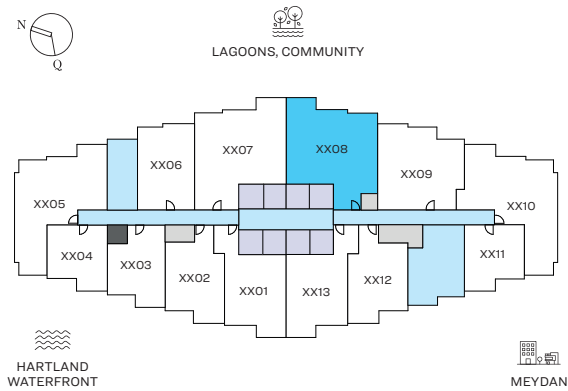 N
Q
LAGOONS, COMMUNITY
XX06
XX07
XX08
XX09
XX05
XX10
XX04
XX03
XX02
XX01
XX13
XX12
XX11
HARTLAND
WATERFRONT
MEYDAN